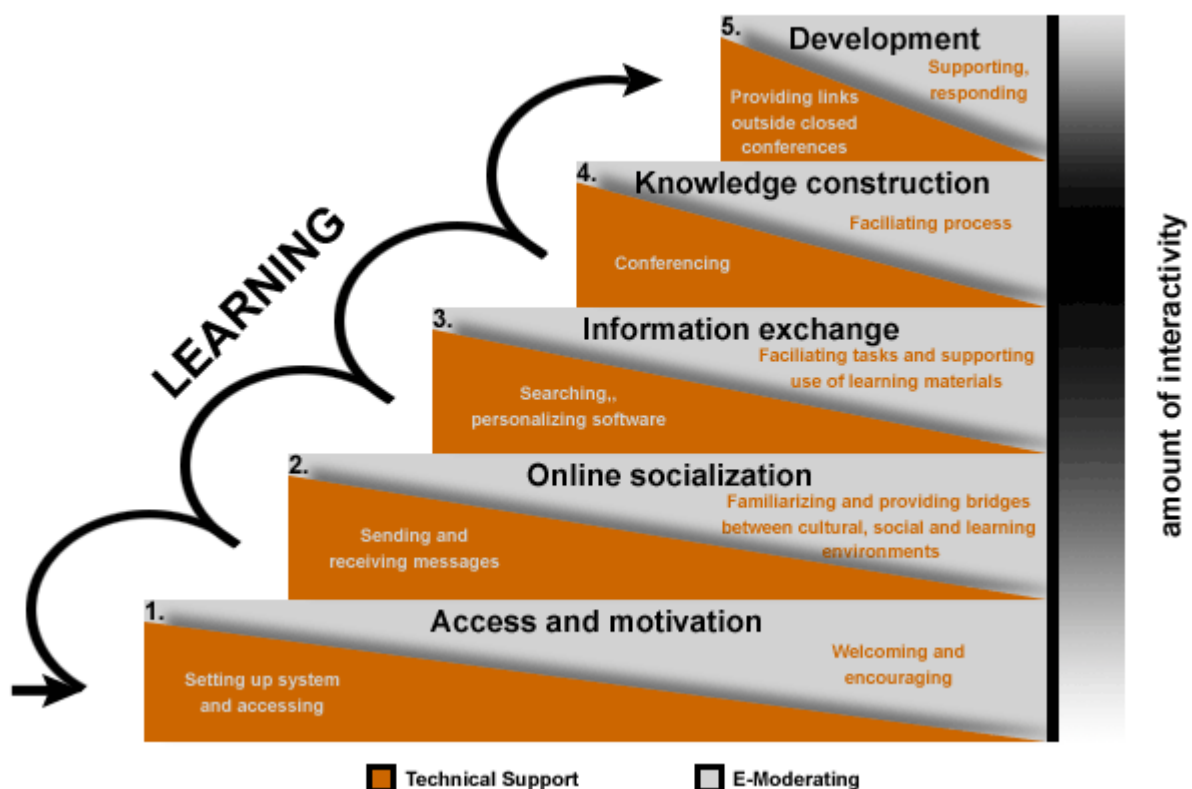 5.
Development
Supporting,
responding
Providing links
outside closed
conferences
4.
Knowledge construction
Faciliating process
Conferencing
3.
Information exchange
Faciliating tasks and supporting
use of learning materials
Searching,,
personalizing software
2.
Online socialization
Familiarizing and providing bridges
between cultural, social and learning
environments
Sending and
receiving messages
1.
Access and motivation
Welcoming and
encouraging
Setting up system
and accessing
LEARNING
amount of interactivity
Technical Support
E-Moderating